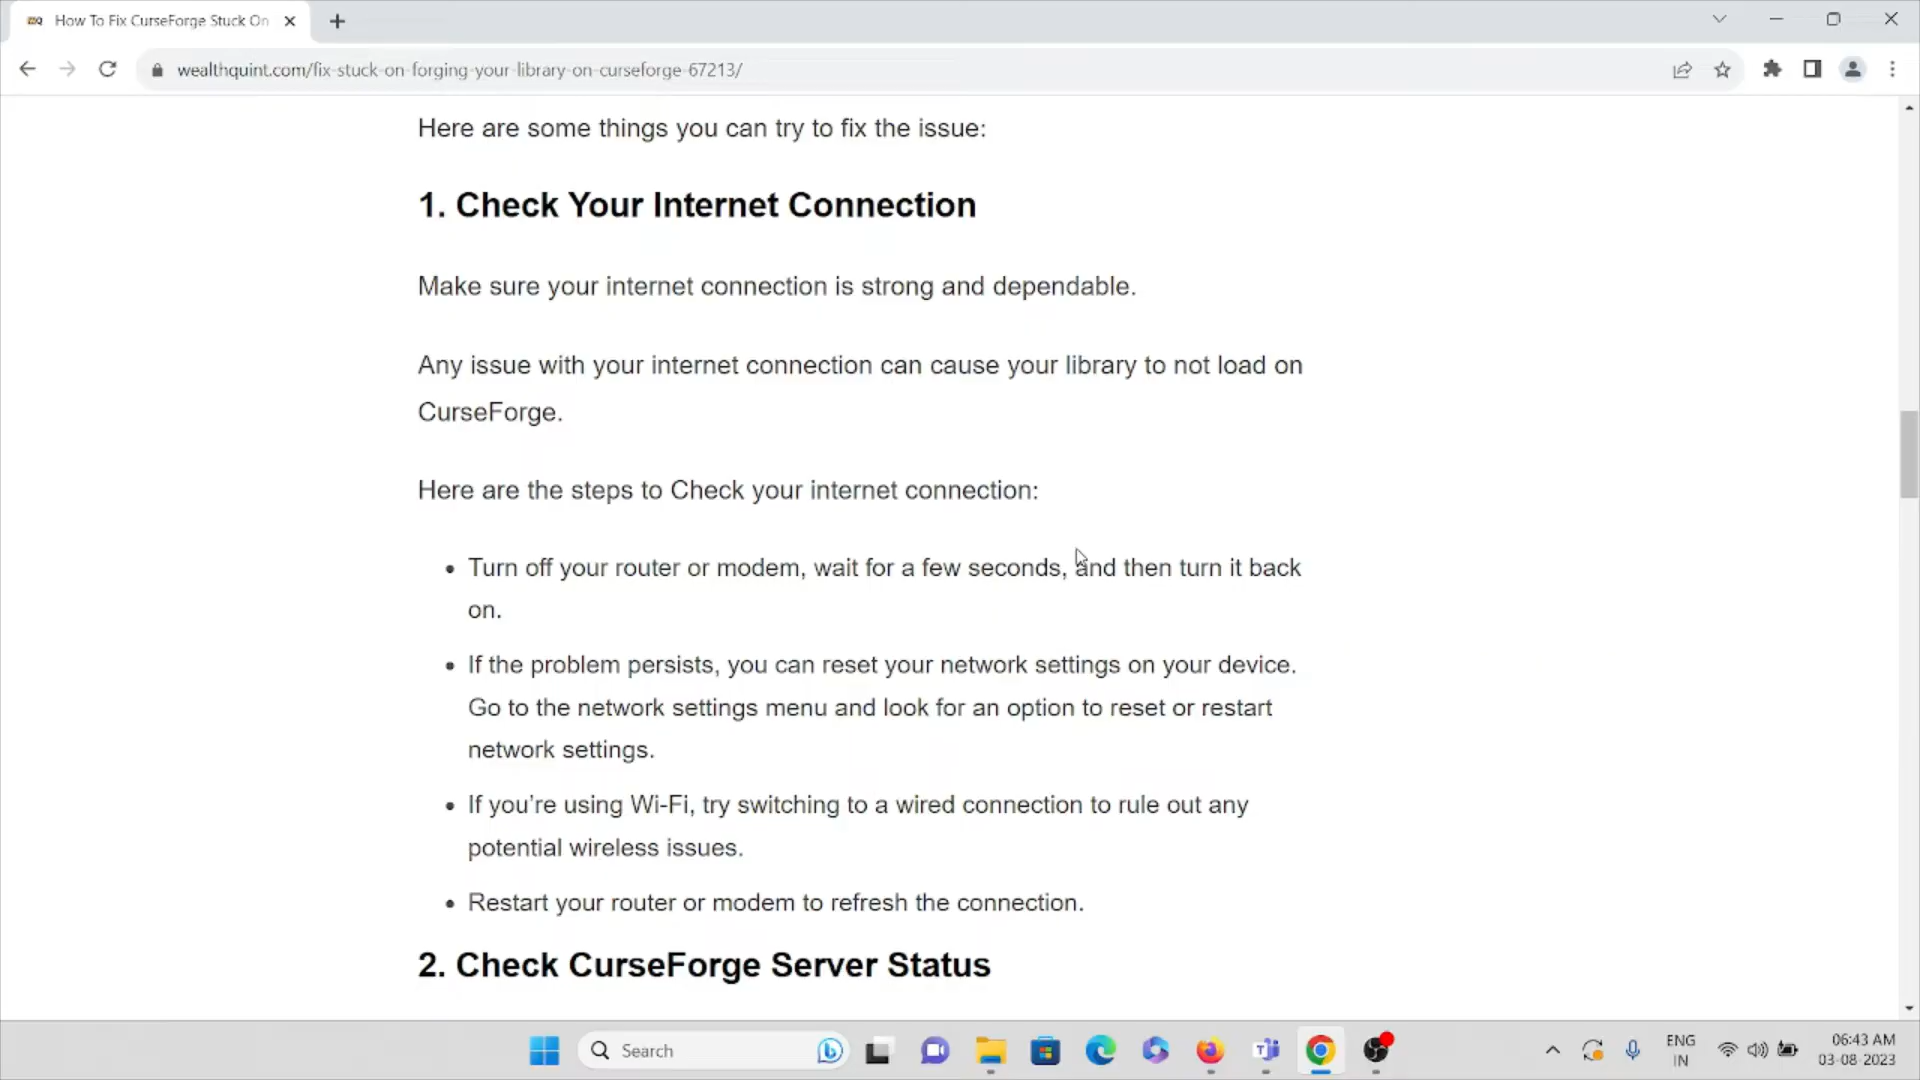 How To Fix CurseForge Stuck On
wealthquint.com/fix-stuck-on-forging-your-library-on-curseforge-67213/
Here are some things you can try to fix the issue:
1. Check Your Internet Connection
Make sure your internet connection is strong and dependable.
Any issue with your internet connection can cause your library to not load on
CurseForge.
Here are the steps to Check your internet connection:
• Turn off your router or modem, wait for a few seconds, and then turn it back
on.
• If the problem persists, you can reset your network settings on your device.
Go to the network settings menu and look for an option to reset or restart
network settings.
• If you’re using Wi-Fi, try switching to a wired connection to rule out any
potential wireless issues.
• Restart your router or modem to refresh the connection.
2. Check CurseForge Server Status
Search
ENG
IN
06:43 AM
03-08-2023